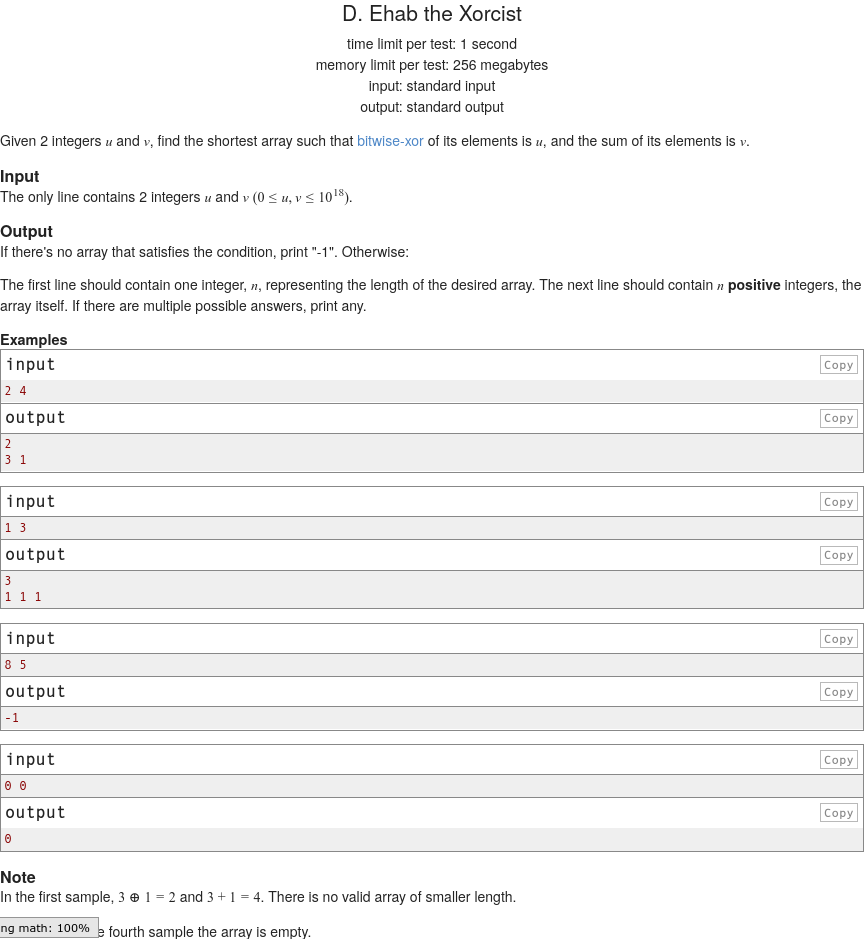 D. Ehab the Xorcist
time limit per test: 1 second
memory limit per test: 256 megabytes
input: standard input
output: standard output
Given 2 integers u and v, find the shortest array such that bitwise-xor of its elements is u, and the sum of its elements is v.
Input
The only line contains 2 integers u and v (0 ≤ u, v ≤ 10^18).
Output
If there's no array that satisfies the condition, print "-1". Otherwise:
The first line should contain one integer, n, representing the length of the desired array. The next line should contain n positive integers, the
array itself. If there are multiple possible answers, print any.
Examples
input Copy
2 4
output Copy
2
3 1
input Copy
1 3
output Copy
3
1 1 1
input Copy
8 5
output Copy
-1
input Copy
0 0
output Copy
0
Note
In the first sample, 3 ⊕ 1 = 2 and 3 + 1 = 4. There is no valid array of smaller length.
ng math: 100% e fourth sample the array is empty.